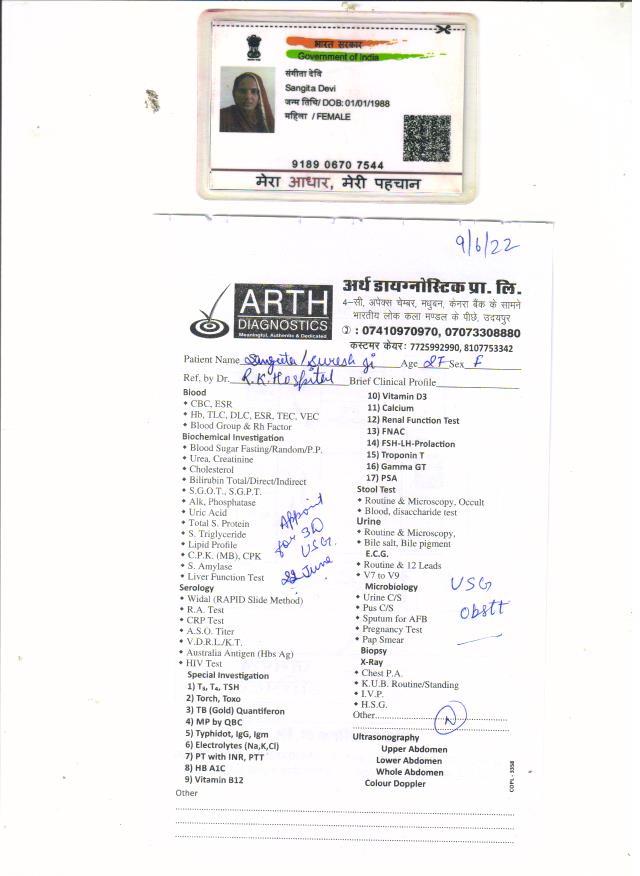 भारत सरकार
Government of India
संगीता देवि
Sangita Devi
जन्म तिथि/ DOB: 01/01/1988
महिला / FEMALE
9189 0670 7544
मेरा आधार, मेरी पहचान
9/6/22
ARTH
DIAGNOSTICS
Meaningful, Authentic & Dedicated
अर्थ डायग्नोस्टिक प्रा. लि.
4-सी, अपेक्स चेम्बर, मधुबन, केनरा बैंक के सामने
भारतीय लोक कला मण्डल के पीछे, उदयपुर
: 07410970970, 07073308880
कस्टमर केयर: 7725992990, 8107753342
Patient Name Sangeeta/Suresh ji Age 27 Sex F
Ref. by Dr. R.K. Hospital Brief Clinical Profile
Blood
CBC, ESR
Hb, TLC, DLC, ESR, TEC, VEC
Blood Group & Rh Factor
Biochemical Investigation
Blood Sugar Fasting/Random/P.P.
Urea, Creatinine
Cholesterol
Bilirubin Total/Direct/Indirect
S.G.O.T., S.G.P.T.
Alk, Phosphatase
Uric Acid
Total S. Protein
S. Triglyceride
Lipid Profile
C.P.K. (MB), CPK
S. Amylase
Liver Function Test
Appoint
for 3D
USG.
22 June
Serology
Widal (RAPID Slide Method)
R.A. Test
CRP Test
A.S.O. Titer
V.D.R.L./K.T.
Australia Antigen (Hbs Ag)
HIV Test
Special Investigation
1) T3, T4, TSH
2) Torch, Toxo
3) TB (Gold) Quantiferon
4) MP by QBC
5) Typhidot, IgG, Igm
6) Electrolytes (Na,K,Cl)
7) PT with INR, PTT
8) HB A1C
9) Vitamin B12
Other
10) Vitamin D3
11) Calcium
12) Renal Function Test
13) FNAC
14) FSH-LH-Prolaction
15) Troponin T
16) Gamma GT
17) PSA
Stool Test
Routine & Microscopy, Occult
Blood, disaccharide test
Urine
Routine & Microscopy,
Bile salt, Bile pigment
E.C.G.
Routine & 12 Leads
V7 to V9
Microbiology
Urine C/S
Pus C/S
Sputum for AFB
Pregnancy Test
Pap Smear
USG
Obstt
Biopsy
X-Ray
Chest P.A.
K.U.B. Routine/Standing
I.V.P.
H.S.G.
Other
N
Ultrasonography
Upper Abdomen
Lower Abdomen
Whole Abdomen
Colour Doppler
COPL - 3358